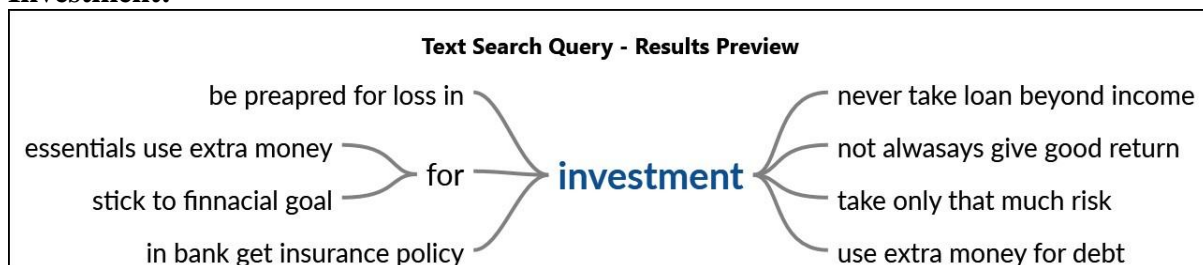 Text Search Query - Results Preview
be preapred for loss in
never take loan beyond income
essentials use extra money
not alwasays give good return
for
investment
stick to finnacial goal
take only that much risk
in bank get insurance policy
use extra money for debt